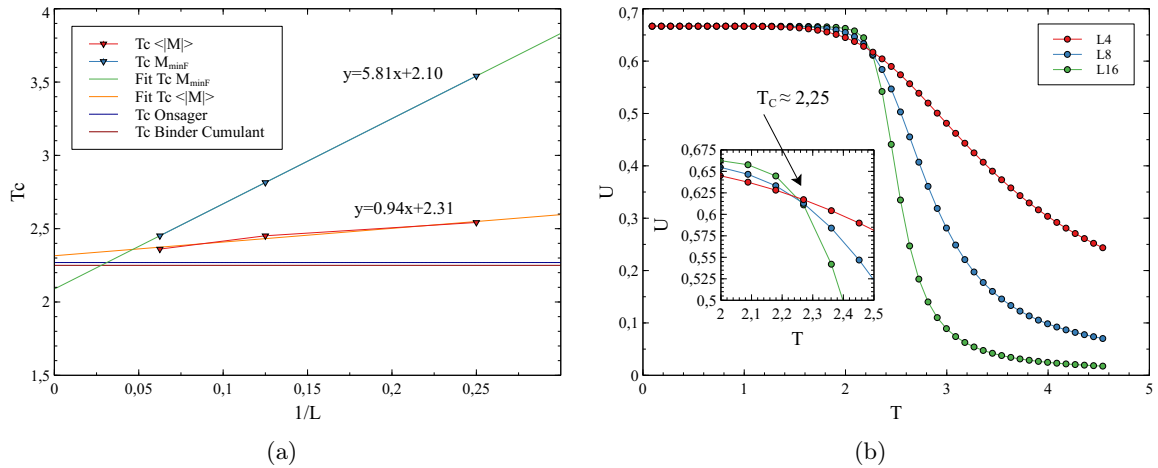 4
3,5
3
2,5
2
1,5
Tc
0
0,05
0,1
0,15
0,2
0,25
1/L
Tc <|M|>
Tc MminF
Fit Tc MminF
Fit Tc <|M|>
Tc Onsager
Tc Binder Cumulant
y=5.81x+2.10
y=0.94x+2.31
(a)
0,7
0,6
0,5
0,4
0,3
0,2
0,1
0
U
0
1
2
3
4
5
T
L4
L8
L16
TC ≈ 2,25
0,675
0,65
0,625
0,6
0,575
0,55
0,525
0,5
U
2
2,1
2,2
2,3
2,4
2,5
T
(b)